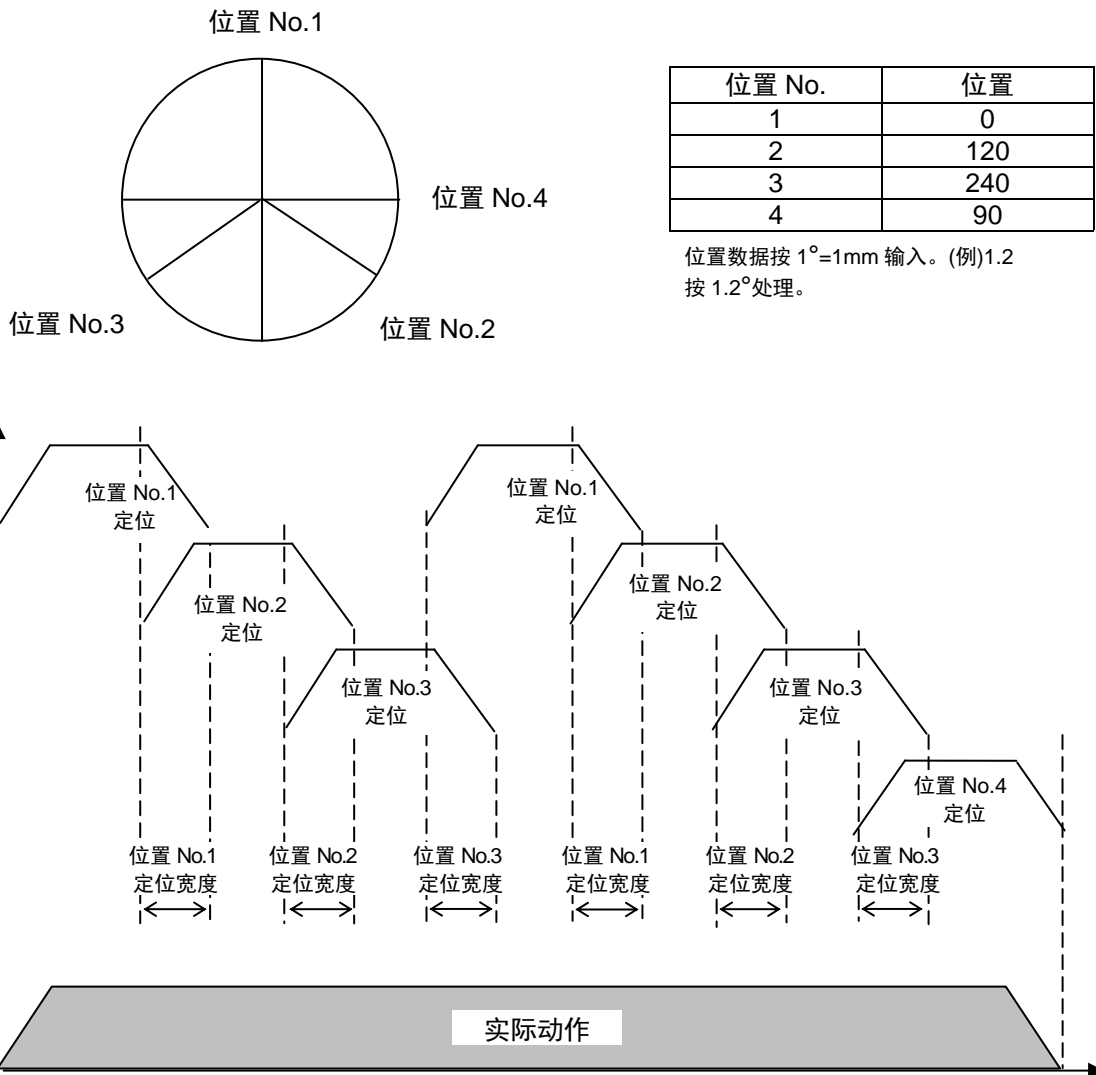 位置 No.1
位置 No.4
位置 No.3
位置 No.2
位置 No. 位置
1 0
2 120
3 240
4 90
位置数据按 1°=1mm 输入。(例)1.2
按 1.2°处理。
位置 No.1
定位
位置 No.2
定位
位置 No.3
定位
位置 No.1
定位
位置 No.2
定位
位置 No.3
定位
位置 No.4
定位
位置 No.1
定位宽度
位置 No.2
定位宽度
位置 No.3
定位宽度
位置 No.1
定位宽度
位置 No.2
定位宽度
位置 No.3
定位宽度
实际动作